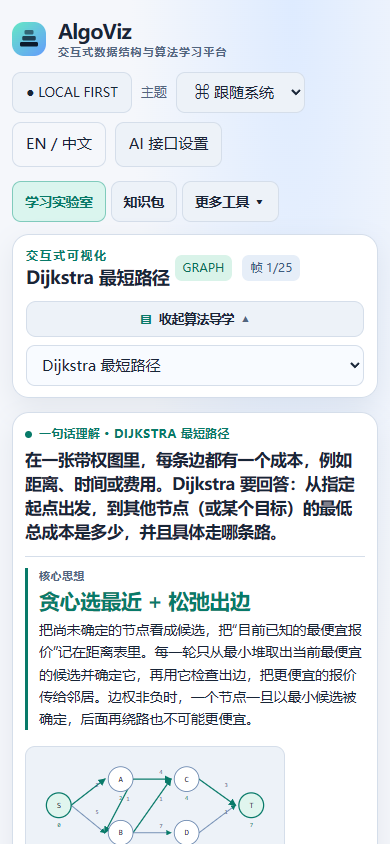 AlgoViz
交互式数据结构与算法学习平台
● LOCAL FIRST
主题
⌘ 跟随系统
EN / 中文
AI 接口设置
学习实验室
知识包
更多工具 ▾
交互式可视化
Dijkstra 最短路径
GRAPH
帧 1/25
▤ 收起算法导学 ▲
Dijkstra 最短路径
● 一句话理解 • DIJKSTRA 最短路径
在一张带权图里，每条边都有一个成本，例如
距离、时间或费用。Dijkstra 要回答：从指定
起点出发，到其他节点（或某个目标）的最低
总成本是多少，并且具体走哪条路。
核心思想
贪心选最近 + 松弛出边
把尚未确定的节点看成候选，把“目前已知的最便宜报
价”记在距离表里。每一轮只从最小堆取出当前最便宜
的候选并确定它，再用它检查出边，把更便宜的报价
传给邻居。边权非负时，一个节点一旦以最小候选被
确定，后面再绕路也不可能更便宜。
A
4
C
3
S
5
2
1
1
4
T
0
B
7
D
7